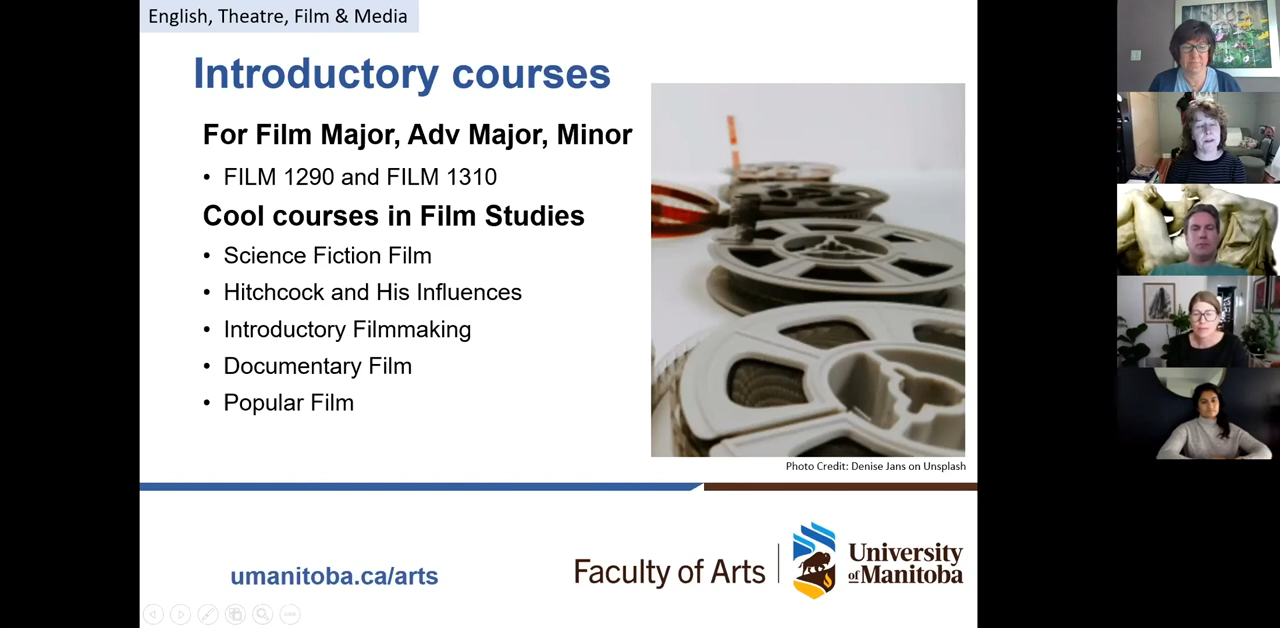 English, Theatre, Film & Media
Introductory courses
For Film Major, Adv Major, Minor
• FILM 1290 and FILM 1310
Cool courses in Film Studies
• Science Fiction Film
• Hitchcock and His Influences
• Introductory Filmmaking
• Documentary Film
• Popular Film
Photo Credit: Denise Jans on Unsplash
umanitoba.ca/arts
Faculty of Arts
University
of Manitoba